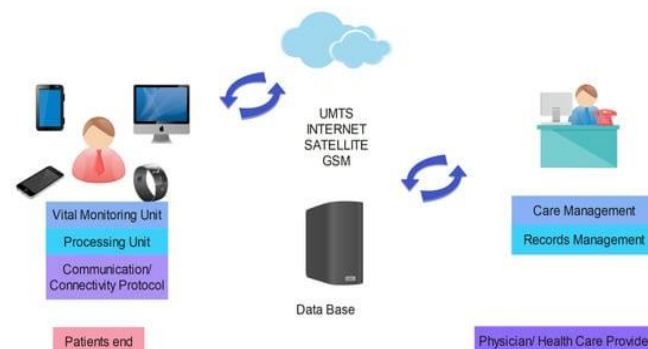 UMTS
INTERNET
SATELLITE
GSM
Vital Monitoring Unit
Processing Unit
Communication/
Connectivity Protocol
Patients end
Data Base
Care Management
Records Management
Physician/ Health Care Provide